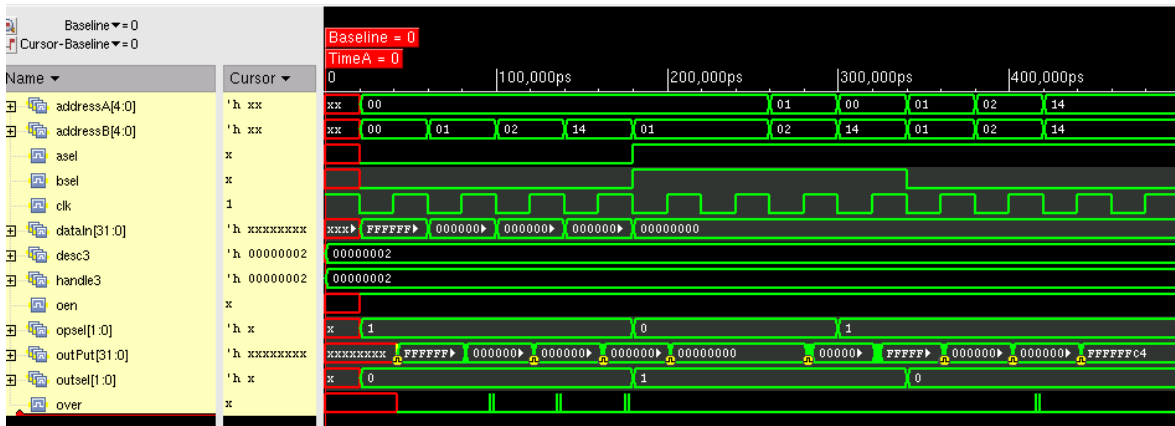 Baseline ▼= 0
Cursor-Baseline ▼= 0
Baseline = 0
TimeA = 0
Name ▼ Cursor ▼ 0 100,000ps 200,000ps 300,000ps 400,000ps
addressA[4:0] 'h xx xx 00 01 00 01 02 14
addressB[4:0] 'h xx xx 00 01 02 14 01 02 14 01 02 14
asel x
bsel x
clk 1
dataIn[31:0] 'h xxxxxxxx xxx FFFFFF 000000 000000 000000 00000000
desc3 'h 00000002 00000002
handle3 'h 00000002 00000002
oen x
opsel[1:0] 'h x x 1 0 1
outPut[31:0] 'h xxxxxxxx xxxxxxxx FFFFFF 000000 000000 000000 00000000 00000 FFFFF 000000 000000 FFFFFFc4
outsel[1:0] 'h x x 0 1 0
over x